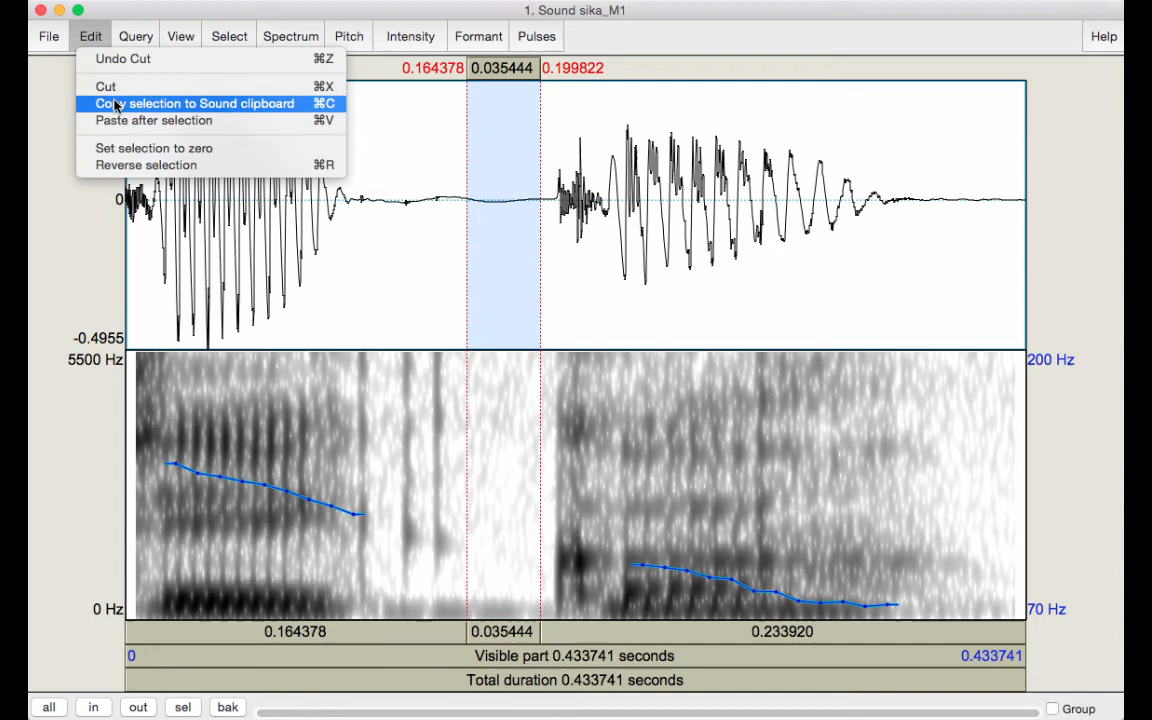 1. Sound sika_M1
File Edit Query View Select Spectrum Pitch Intensity Formant Pulses Help
Undo Cut ⌘Z
Cut ⌘X
Copy selection to Sound clipboard ⌘C
Paste after selection ⌘V
Set selection to zero
Reverse selection ⌘R
0.164378 0.035444 0.199822
0
-0.4955
5500 Hz 200 Hz
0 Hz 70 Hz
0.164378 0.035444 0.233920
0 Visible part 0.433741 seconds 0.433741
Total duration 0.433741 seconds
all in out sel bak Group